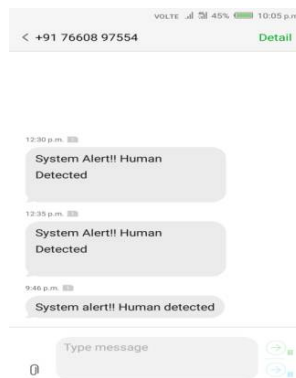 VOLTE 45% 10:05 p.m
< +91 76608 97554 Detail
12:30 p.m.
System Alert!! Human
Detected
12:35 p.m.
System Alert!! Human
Detected
9:46 p.m.
System alert!! Human detected
Type message